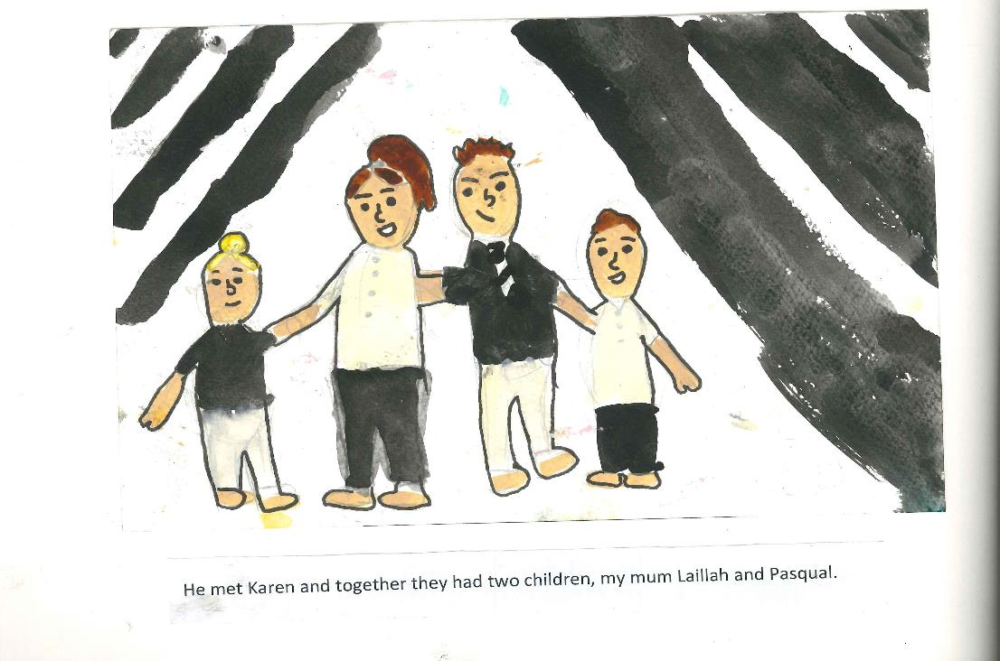 He met Karen and together they had two children, my mum Laillah and Pasqual.